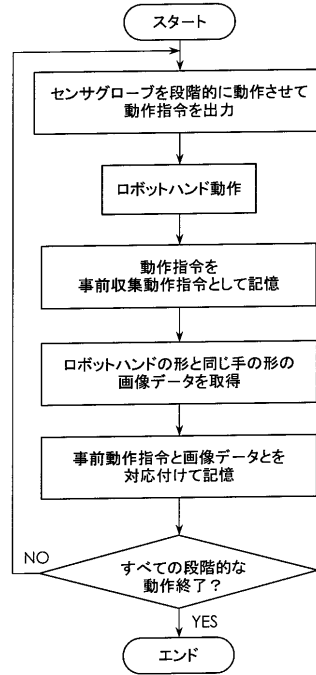 スタート
センサグローブを段階的に動作させて
動作指令を出力
ロボットハンド動作
動作指令を
事前収集動作指令として記憶
ロボットハンドの形と同じ手の形の
画像データを取得
事前動作指令と画像データとを
対応付けて記憶
すべての段階的な
動作終了？
NO
YES
エンド